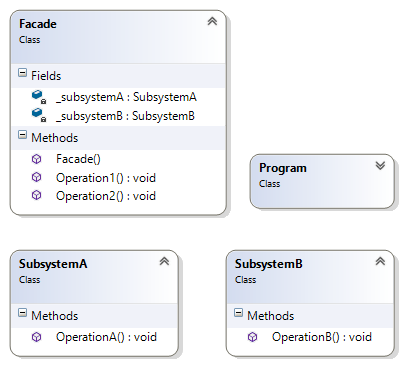 Facade
Class
Fields
_subsystemA : SubsystemA
_subsystemB : SubsystemB
Methods
Facade()
Operation1() : void
Operation2() : void
Program
Class
SubsystemA
Class
Methods
OperationA() : void
SubsystemB
Class
Methods
OperationB() : void